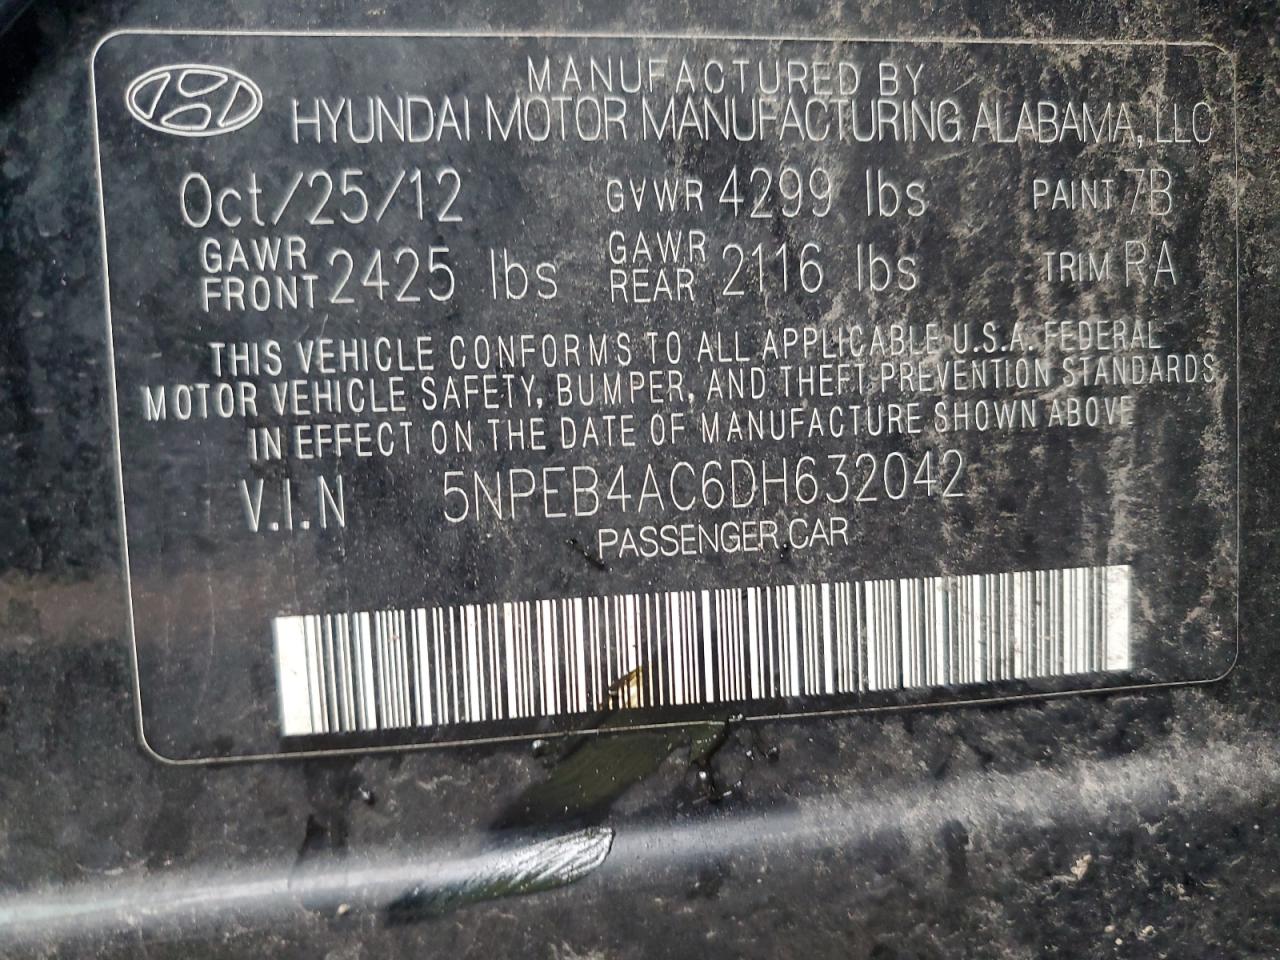 MANUFACTURED BY
HYUNDAI MOTOR MANUFACTURING ALABAMA, LLC
Oct/25/12 GVWR 4299 lbs PAINT 7B
GAWR FRONT 2425 lbs GAWR REAR 2116 lbs TRIM RA
THIS VEHICLE CONFORMS TO ALL APPLICABLE U.S.A. FEDERAL
MOTOR VEHICLE SAFETY, BUMPER, AND THEFT PREVENTION STANDARDS
IN EFFECT ON THE DATE OF MANUFACTURE SHOWN ABOVE
V.I.N 5NPEB4AC6DH632042
PASSENGER CAR